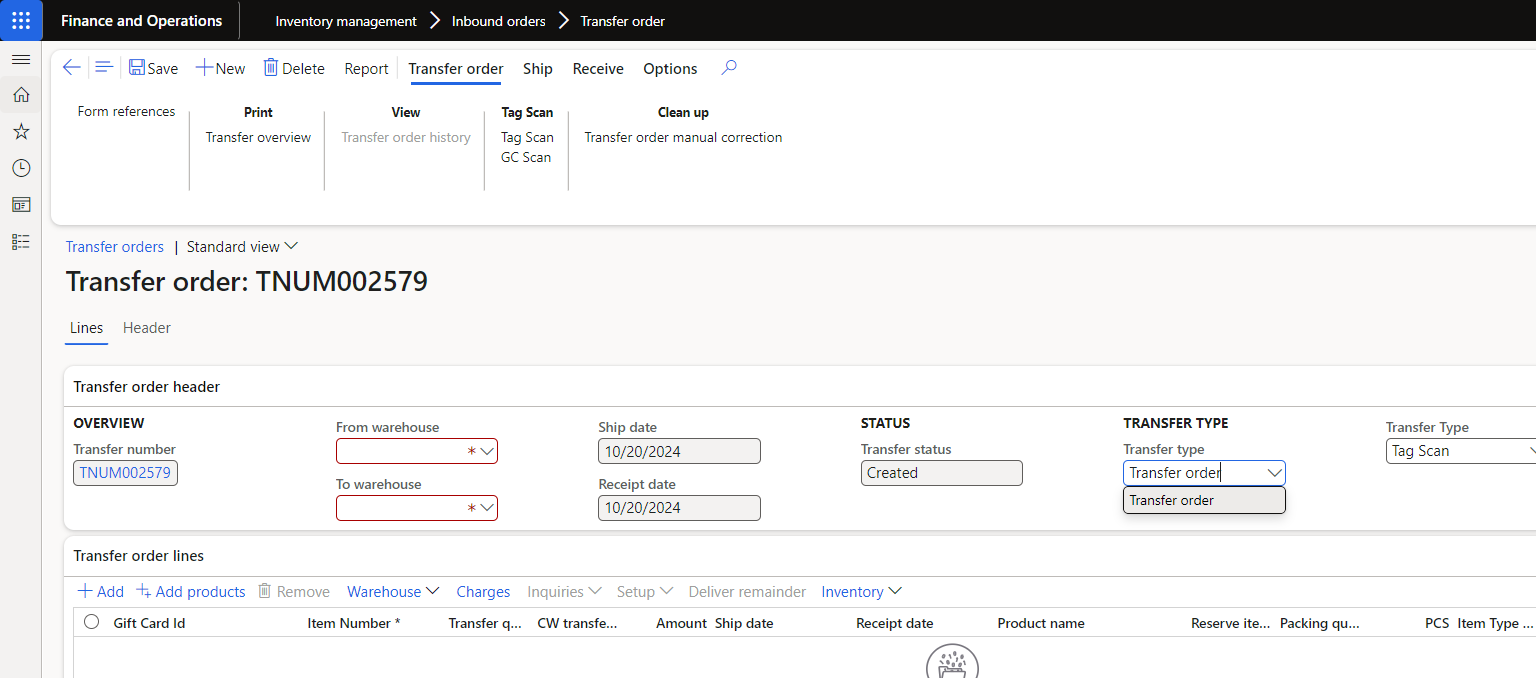 Finance and Operations
Inventory management
Inbound orders
Transfer order
Save
New
Delete
Report
Transfer order
Ship
Receive
Options
Form references
Print
Transfer overview
View
Transfer order history
Tag Scan
Tag Scan
GC Scan
Clean up
Transfer order manual correction
Transfer orders | Standard view
Transfer order: TNUM002579
Lines
Header
Transfer order header
OVERVIEW
Transfer number
TNUM002579
From warehouse
*
To warehouse
*
Ship date
10/20/2024
Receipt date
10/20/2024
STATUS
Transfer status
Created
TRANSFER TYPE
Transfer type
Transfer order
Transfer order
Transfer Type
Tag Scan
Transfer order lines
Add
Add products
Remove
Warehouse
Charges
Inquiries
Setup
Deliver remainder
Inventory
Gift Card Id
Item Number *
Transfer q...
CW transfe...
Amount
Ship date
Receipt date
Product name
Reserve ite...
Packing qu...
PCS
Item Type ...